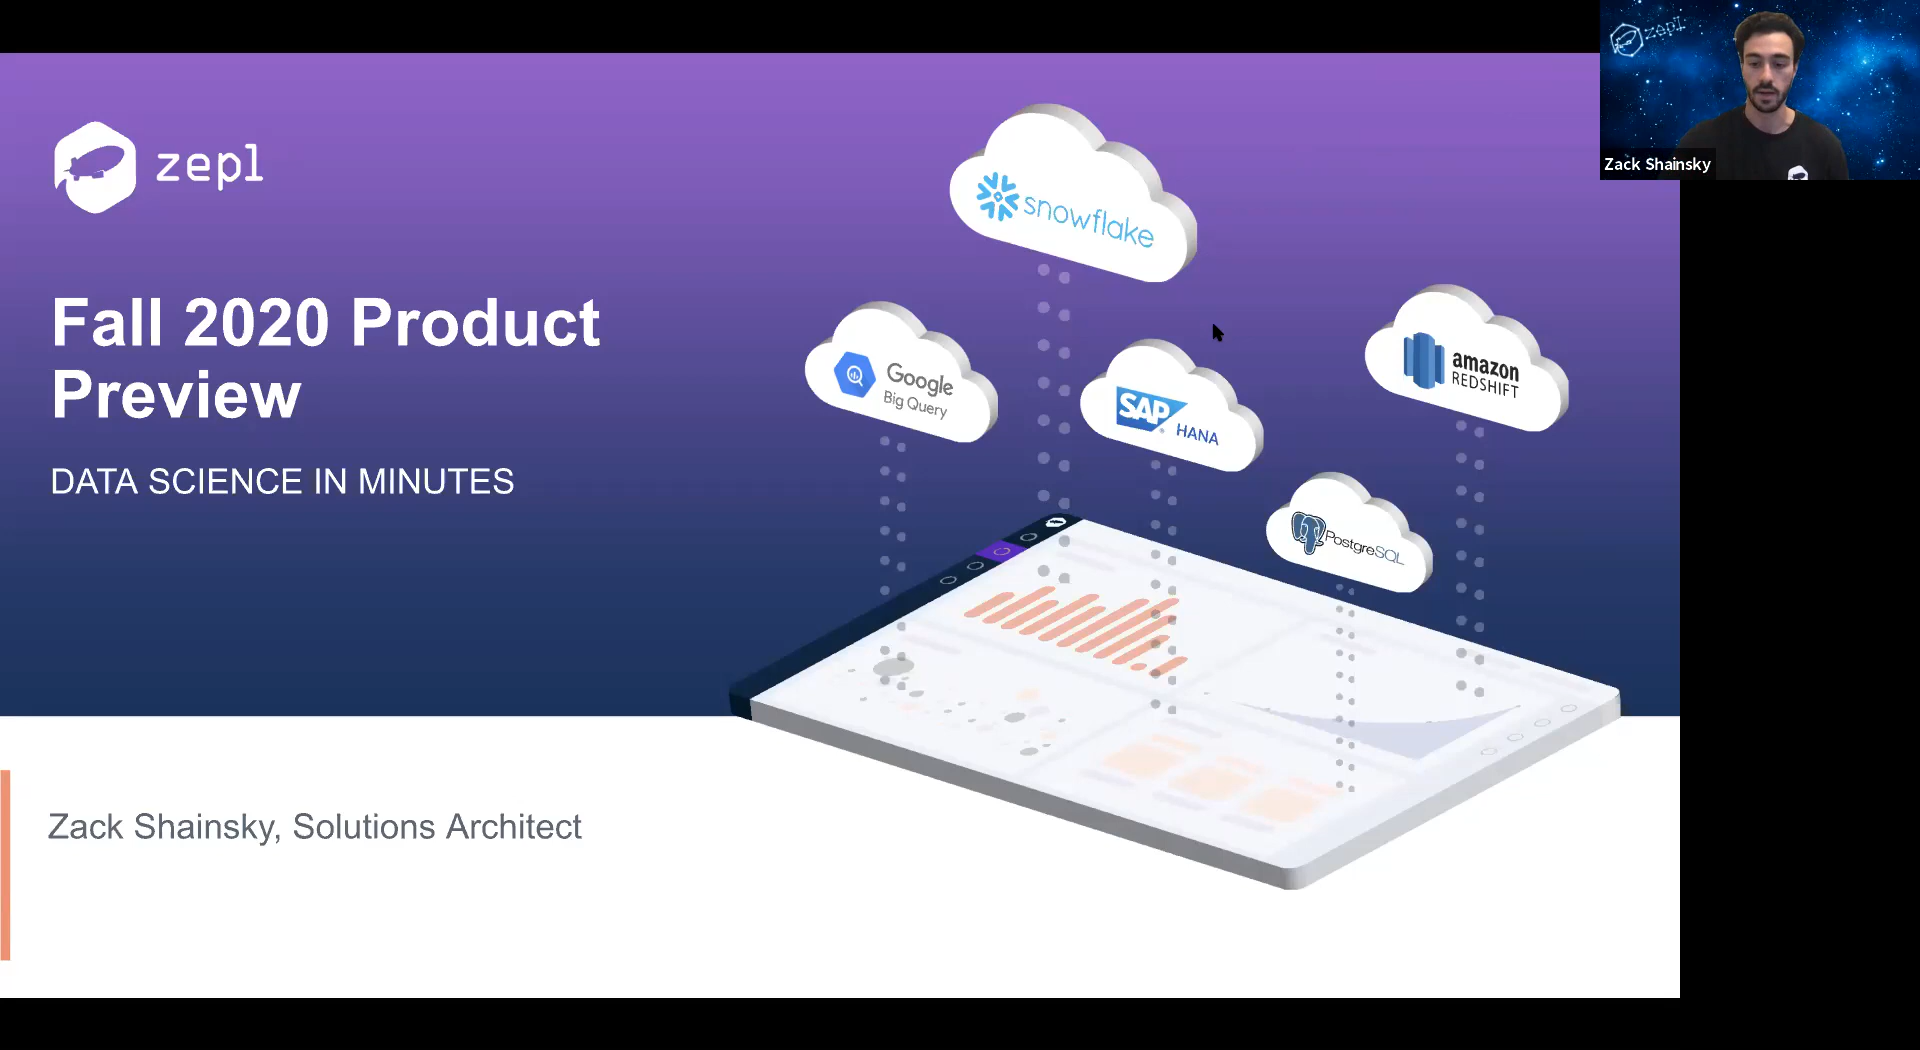 zepl
Zack Shainsky
zepl
snowflake
Fall 2020 Product
Preview
Google
Big Query
SAP
HANA
amazon
REDSHIFT
DATA SCIENCE IN MINUTES
PostgreSQL
Zack Shainsky, Solutions Architect